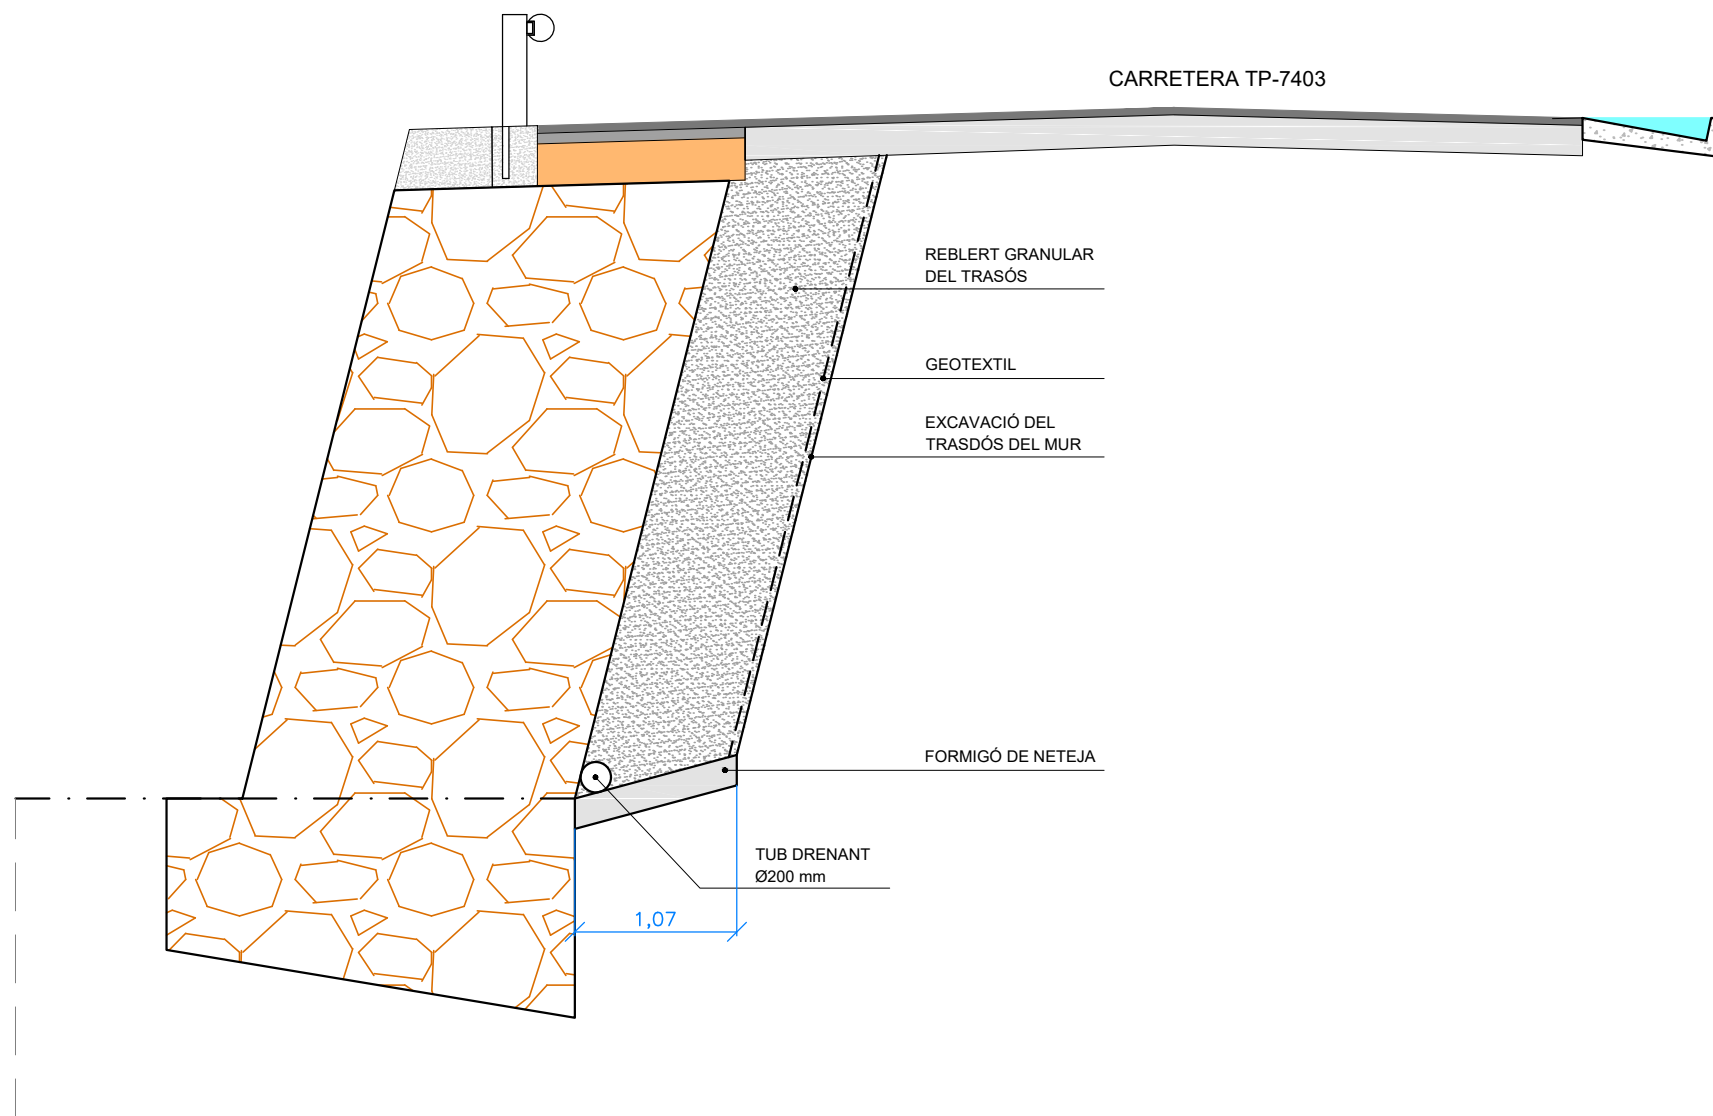 CARRETERA TP-7403
REBLERT GRANULAR
DEL TRASÓS
GEOTEXTIL
EXCAVACIÓ DEL
TRASDÓS DEL MUR
FORMIGÓ DE NETEJA
TUB DRENANT
Ø200 mm
1,07